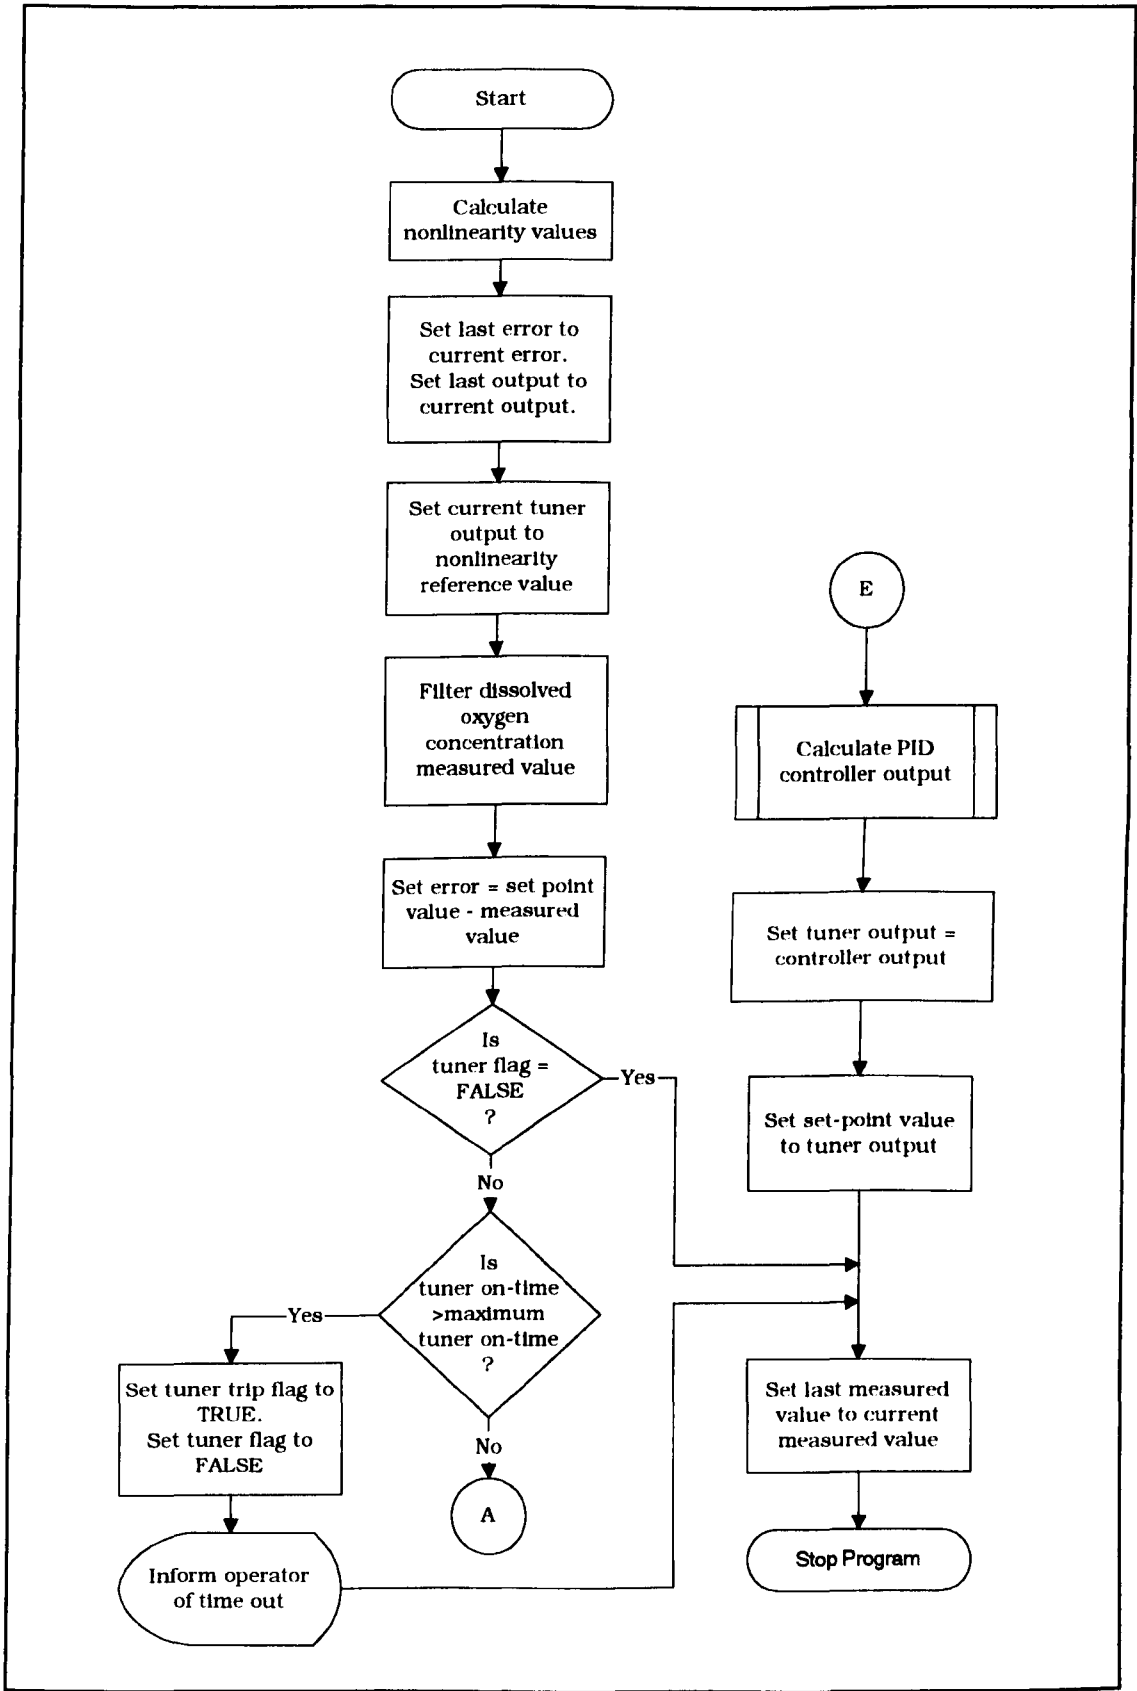 Start
Calculate
nonlinearity values
Set last error to
current error.
Set last output to
current output.
Set current tuner
output to
nonlinearity
reference value
Filter dissolved
oxygen
concentration
measured value
Set error = set point
value - measured
value
Is
tuner flag =
FALSE
?
Yes
No
Is
tuner on-time
>maximum
tuner on-time
?
Yes
Set tuner trip flag to
TRUE.
Set tuner flag to
FALSE
Inform operator
of time out
No
A
E
Calculate PID
controller output
Set tuner output =
controller output
Set set-point value
to tuner output
Set last measured
value to current
measured value
Stop Program